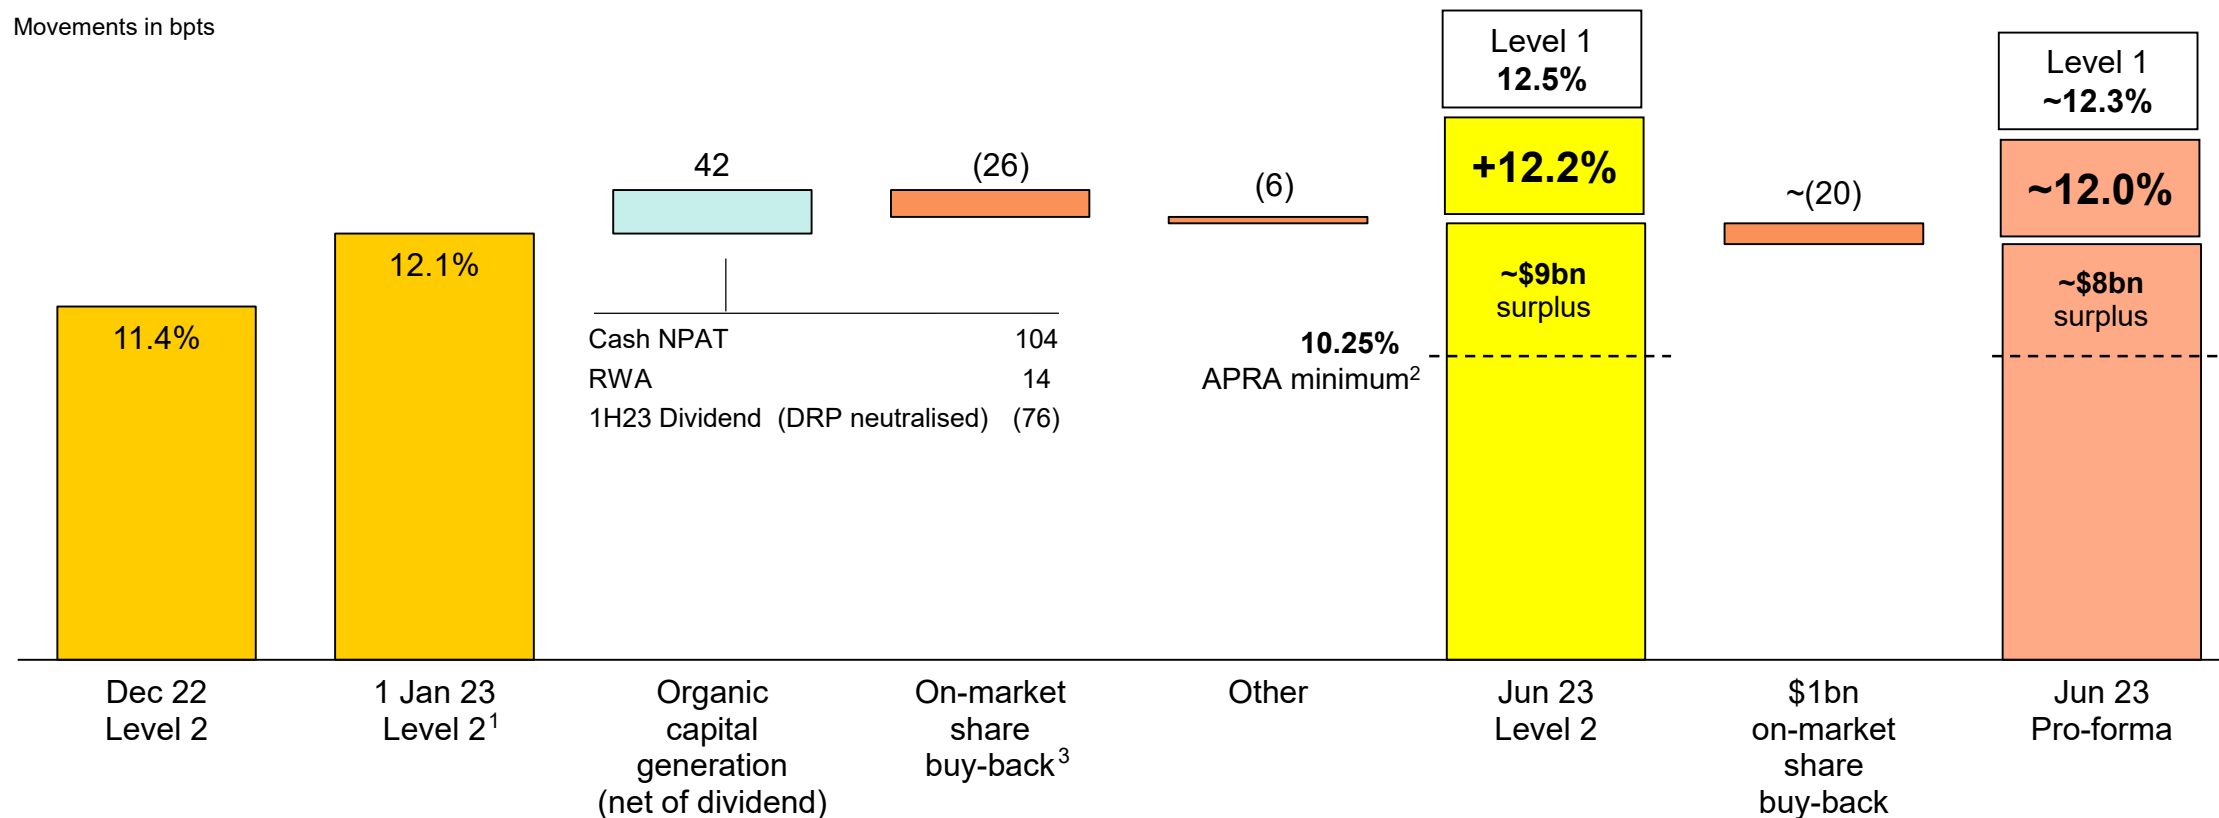 Movements in bpts
11.4%
12.1%
42
(26)
(6)
Level 1
12.5%
+12.2%
~$9bn
surplus
~(20)
Level 1
~12.3%
~12.0%
~$8bn
surplus
Cash NPAT 104
RWA 14
1H23 Dividend (DRP neutralised) (76)
10.25%
APRA minimum2
Dec 22
Level 2
1 Jan 23
Level 21
Organic
capital
generation
(net of dividend)
On-market
share
buy-back3
Other
Jun 23
Level 2
$1bn
on-market
share
buy-back
Jun 23
Pro-forma